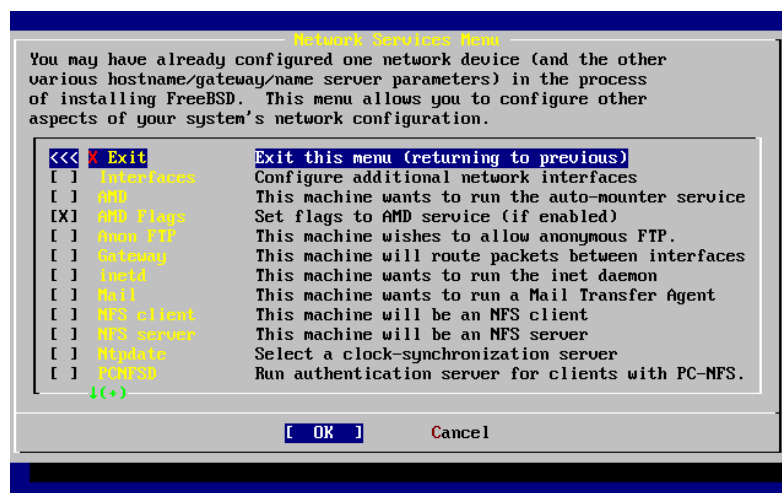 Network Services Menu
You may have already configured one network device (and the other
various hostname/gateway/name server parameters) in the process
of installing FreeBSD.  This menu allows you to configure other
aspects of your system's network configuration.
<<< X Exit Exit this menu (returning to previous)
[ ] Interfaces Configure additional network interfaces
[ ] AMD This machine wants to run the auto-mounter service
[X] AMD Flags Set flags to AMD service (if enabled)
[ ] Anon FTP This machine wishes to allow anonymous FTP.
[ ] Gateway This machine will route packets between interfaces
[ ] inetd This machine wants to run the inet daemon
[ ] Mail This machine wants to run a Mail Transfer Agent
[ ] NFS client This machine will be an NFS client
[ ] NFS server This machine will be an NFS server
[ ] Ntpdate Select a clock-synchronization server
[ ] PCNFSD Run authentication server for clients with PC-NFS.
↓(+)
[ OK ] Cancel